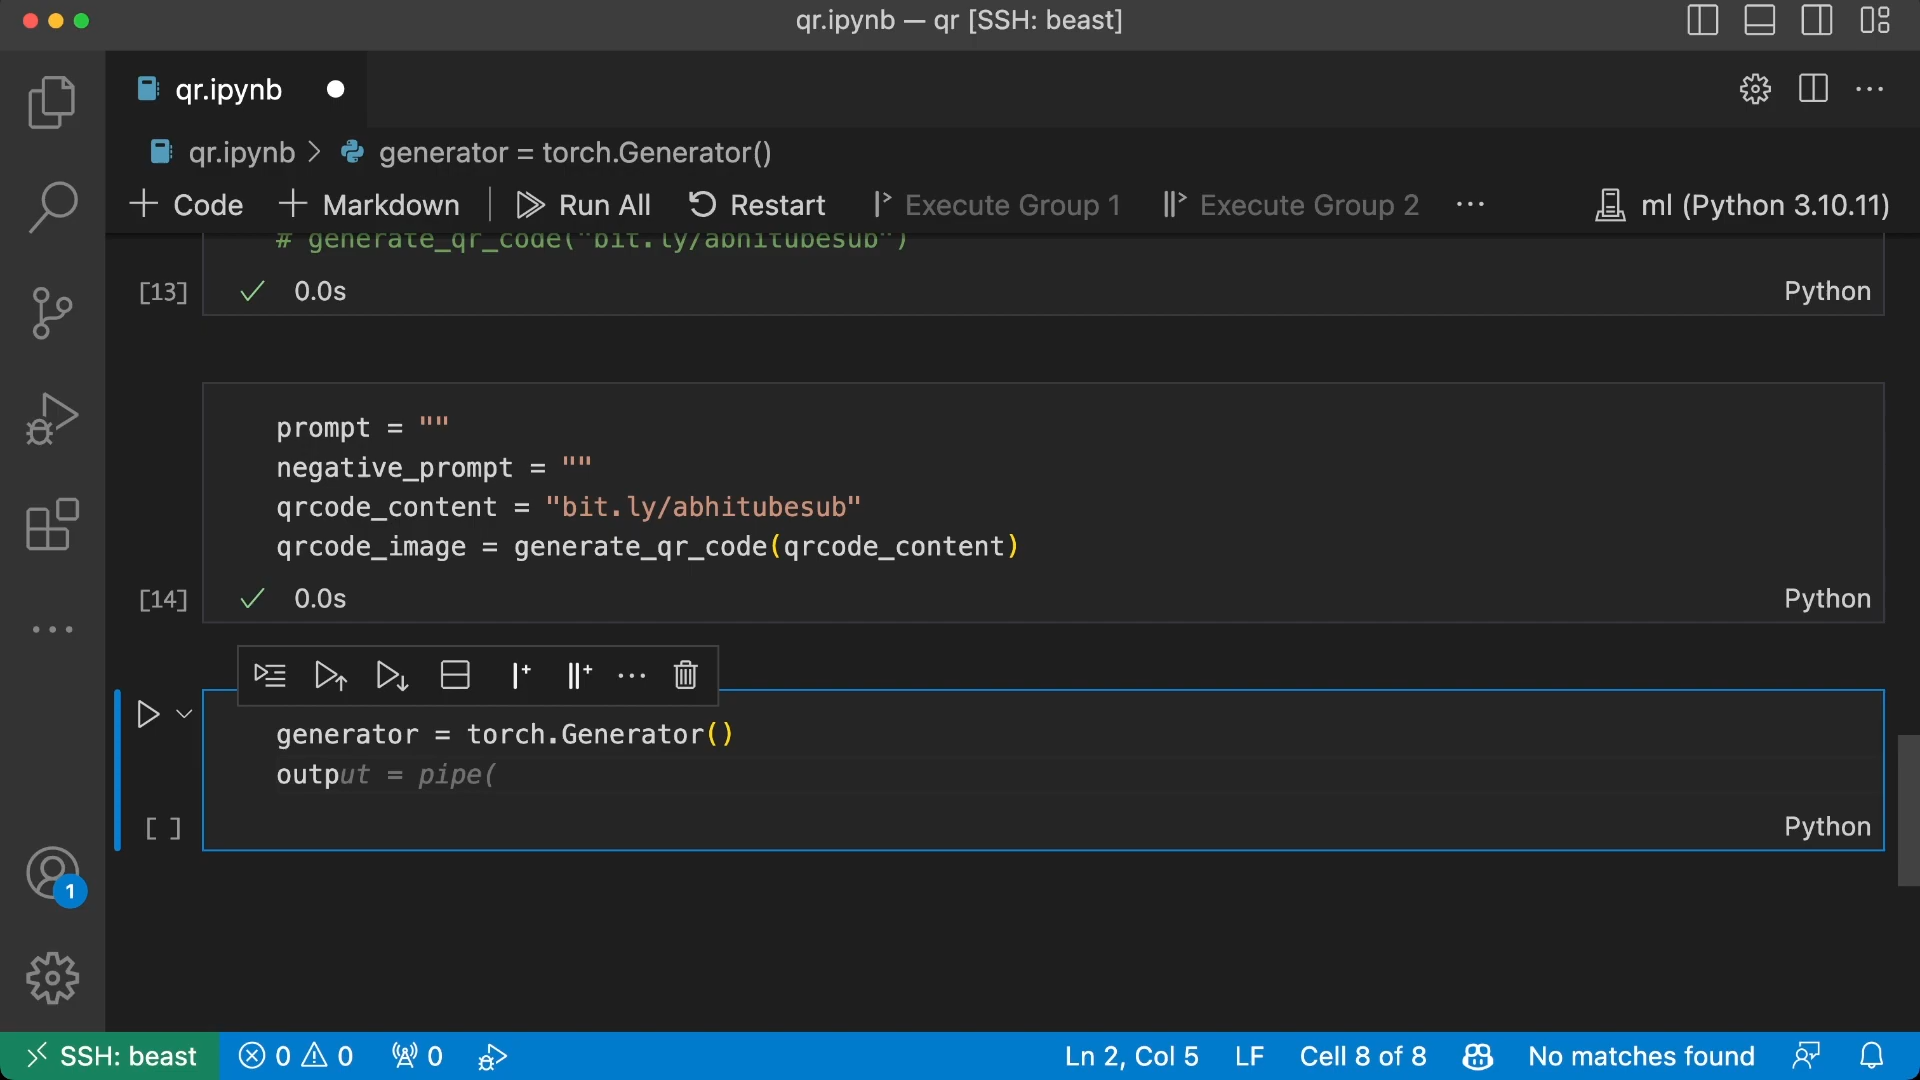 qr.ipynb — qr [SSH: beast]
qr.ipynb
qr.ipynb > generator = torch.Generator()
Code Markdown Run All Restart Execute Group 1 Execute Group 2 ... ml (Python 3.10.11)
# generate_qr_code("bit.ly/abhitubesub")
[13] ✓ 0.0s Python
prompt = ""
negative_prompt = ""
qrcode_content = "bit.ly/abhitubesub"
qrcode_image = generate_qr_code(qrcode_content)
[14] ✓ 0.0s Python
generator = torch.Generator()
output = pipe(
[ ] Python
1
SSH: beast 0 0 0 Ln 2, Col 5 LF Cell 8 of 8 No matches found